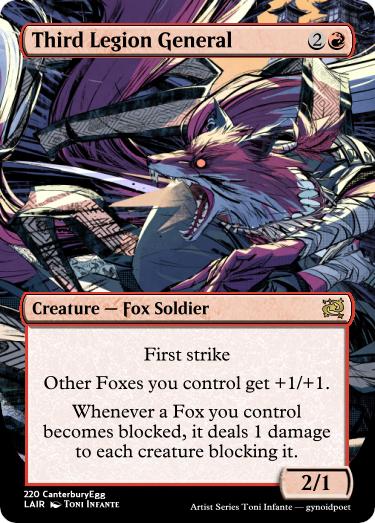 Third Legion General 2
Creature — Fox Soldier
First strike
Other Foxes you control get +1/+1.
Whenever a Fox you control
becomes blocked, it deals 1 damage
to each creature blocking it.
2/1
220 CanterburyEgg
LAIR Toni Infante
Artist Series Toni Infante — gynoidpoet